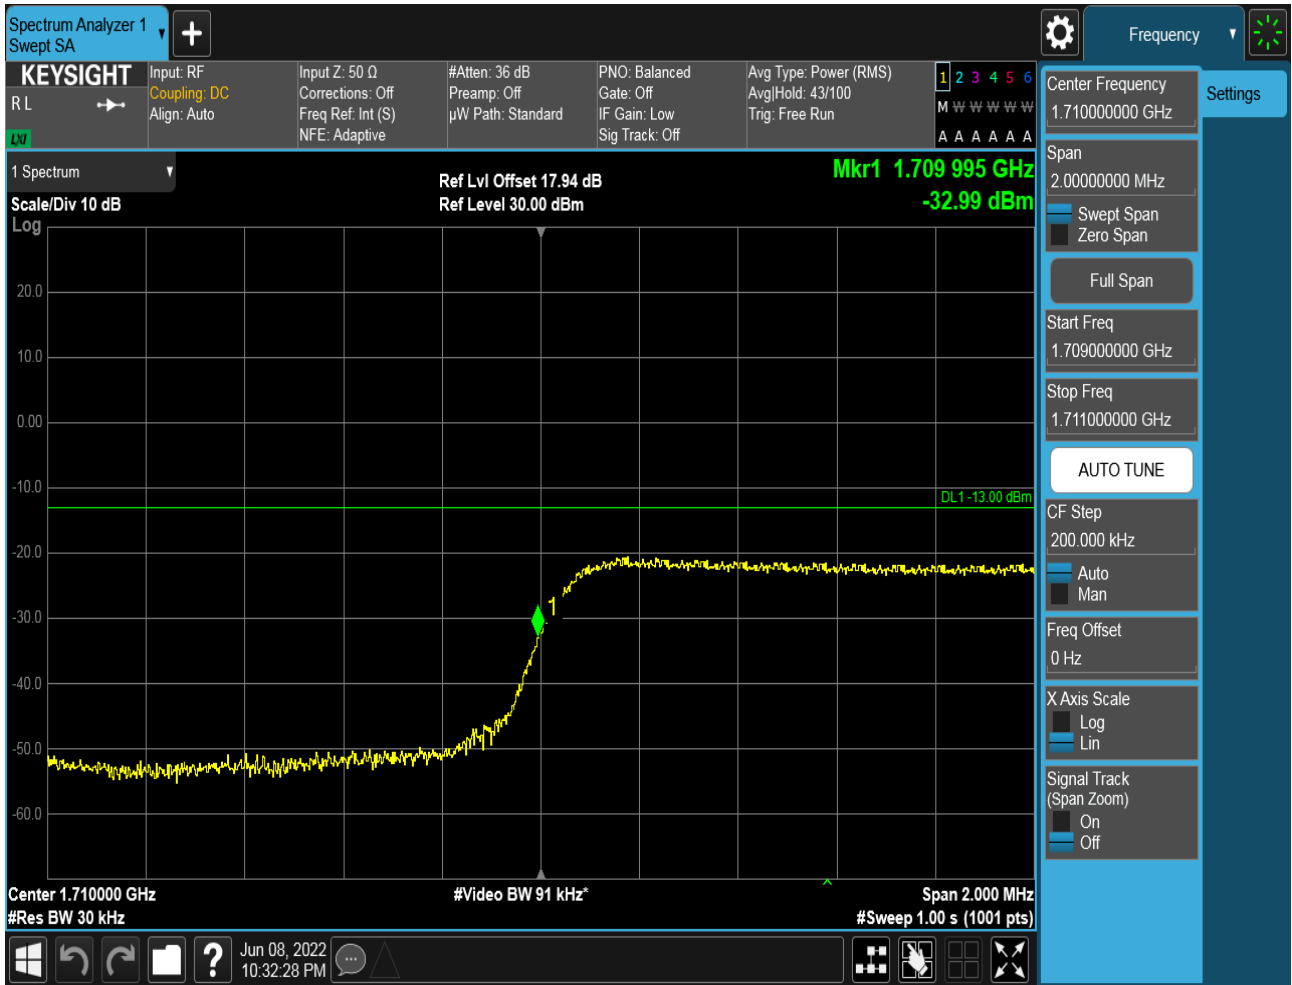 Spectrum Analyzer 1
Swept SA
Frequency
KEYSIGHT
R L
LXI
Input: RF
Coupling: DC
Align: Auto
Input Z: 50 Ω
Corrections: Off
Freq Ref: Int (S)
NFE: Adaptive
#Atten: 36 dB
Preamp: Off
µW Path: Standard
PNO: Balanced
Gate: Off
IF Gain: Low
Sig Track: Off
Avg Type: Power (RMS)
Avg|Hold: 43/100
Trig: Free Run
1 2 3 4 5 6
M W W W W W
A A A A A A
1 Spectrum
Scale/Div 10 dB
Log
Ref Lvl Offset 17.94 dB
Ref Level 30.00 dBm
Mkr1 1.709 995 GHz
-32.99 dBm
20.0
10.0
0.00
-10.0
DL1 -13.00 dBm
-20.0
1
-30.0
-40.0
-50.0
-60.0
Center 1.710000 GHz
#Video BW 91 kHz*
Span 2.000 MHz
#Res BW 30 kHz
#Sweep 1.00 s (1001 pts)
Center Frequency
1.710000000 GHz
Settings
Span
2.00000000 MHz
Swept Span
Zero Span
Full Span
Start Freq
1.709000000 GHz
Stop Freq
1.711000000 GHz
AUTO TUNE
CF Step
200.000 kHz
Auto
Man
Freq Offset
0 Hz
X Axis Scale
Log
Lin
Signal Track
(Span Zoom)
On
Off
?
Jun 08, 2022
10:32:28 PM